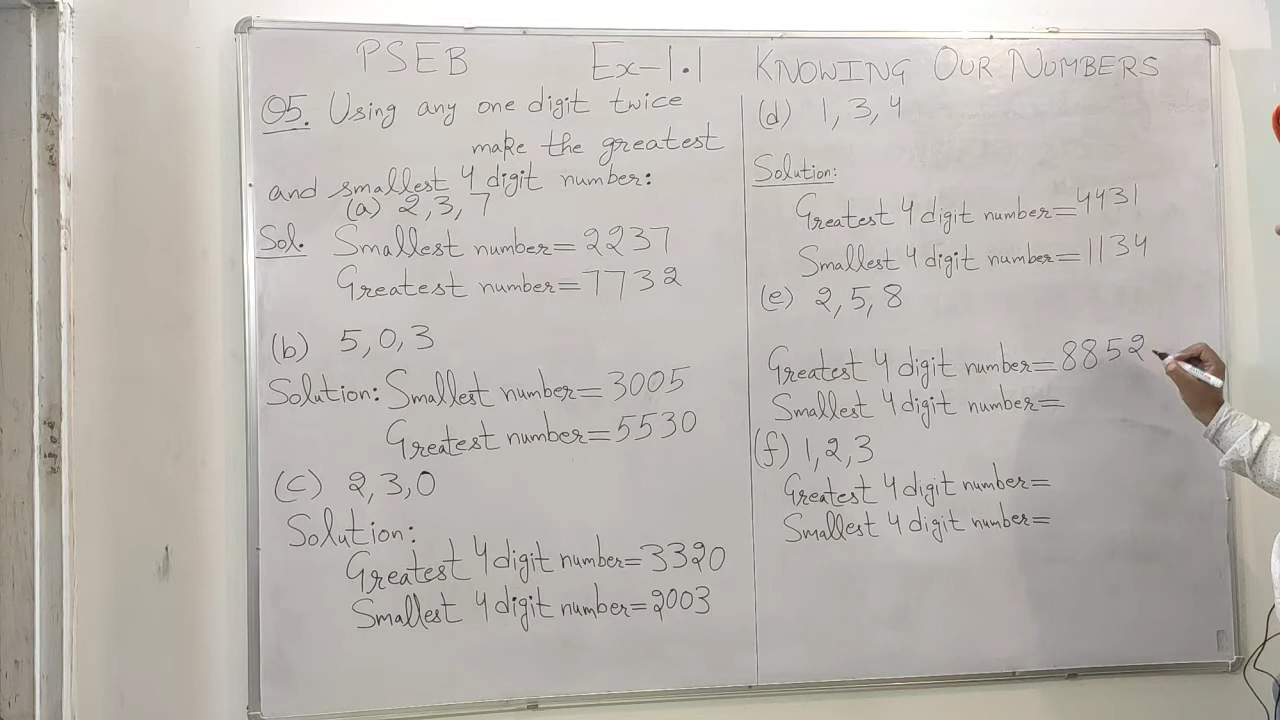 PSEB Ex-1.1 KNOWING OUR NUMBERS
Q5. Using any one digit twice
make the greatest
and smallest 4 digit number:
(a) 2, 3, 7
Sol. Smallest number=2237
Greatest number=7732
(b) 5, 0, 3
Solution: Smallest number=3005
Greatest number=5530
(c) 2, 3, 0
Solution:
Greatest 4 digit number=3320
Smallest 4 digit number=2003
(d) 1, 3, 4
Solution:
Greatest 4 digit number=4431
Smallest 4 digit number=1134
(e) 2, 5, 8
Greatest 4 digit number=8852
Smallest 4 digit number=
(f) 1, 2, 3
Greatest 4 digit number=
Smallest 4 digit number=